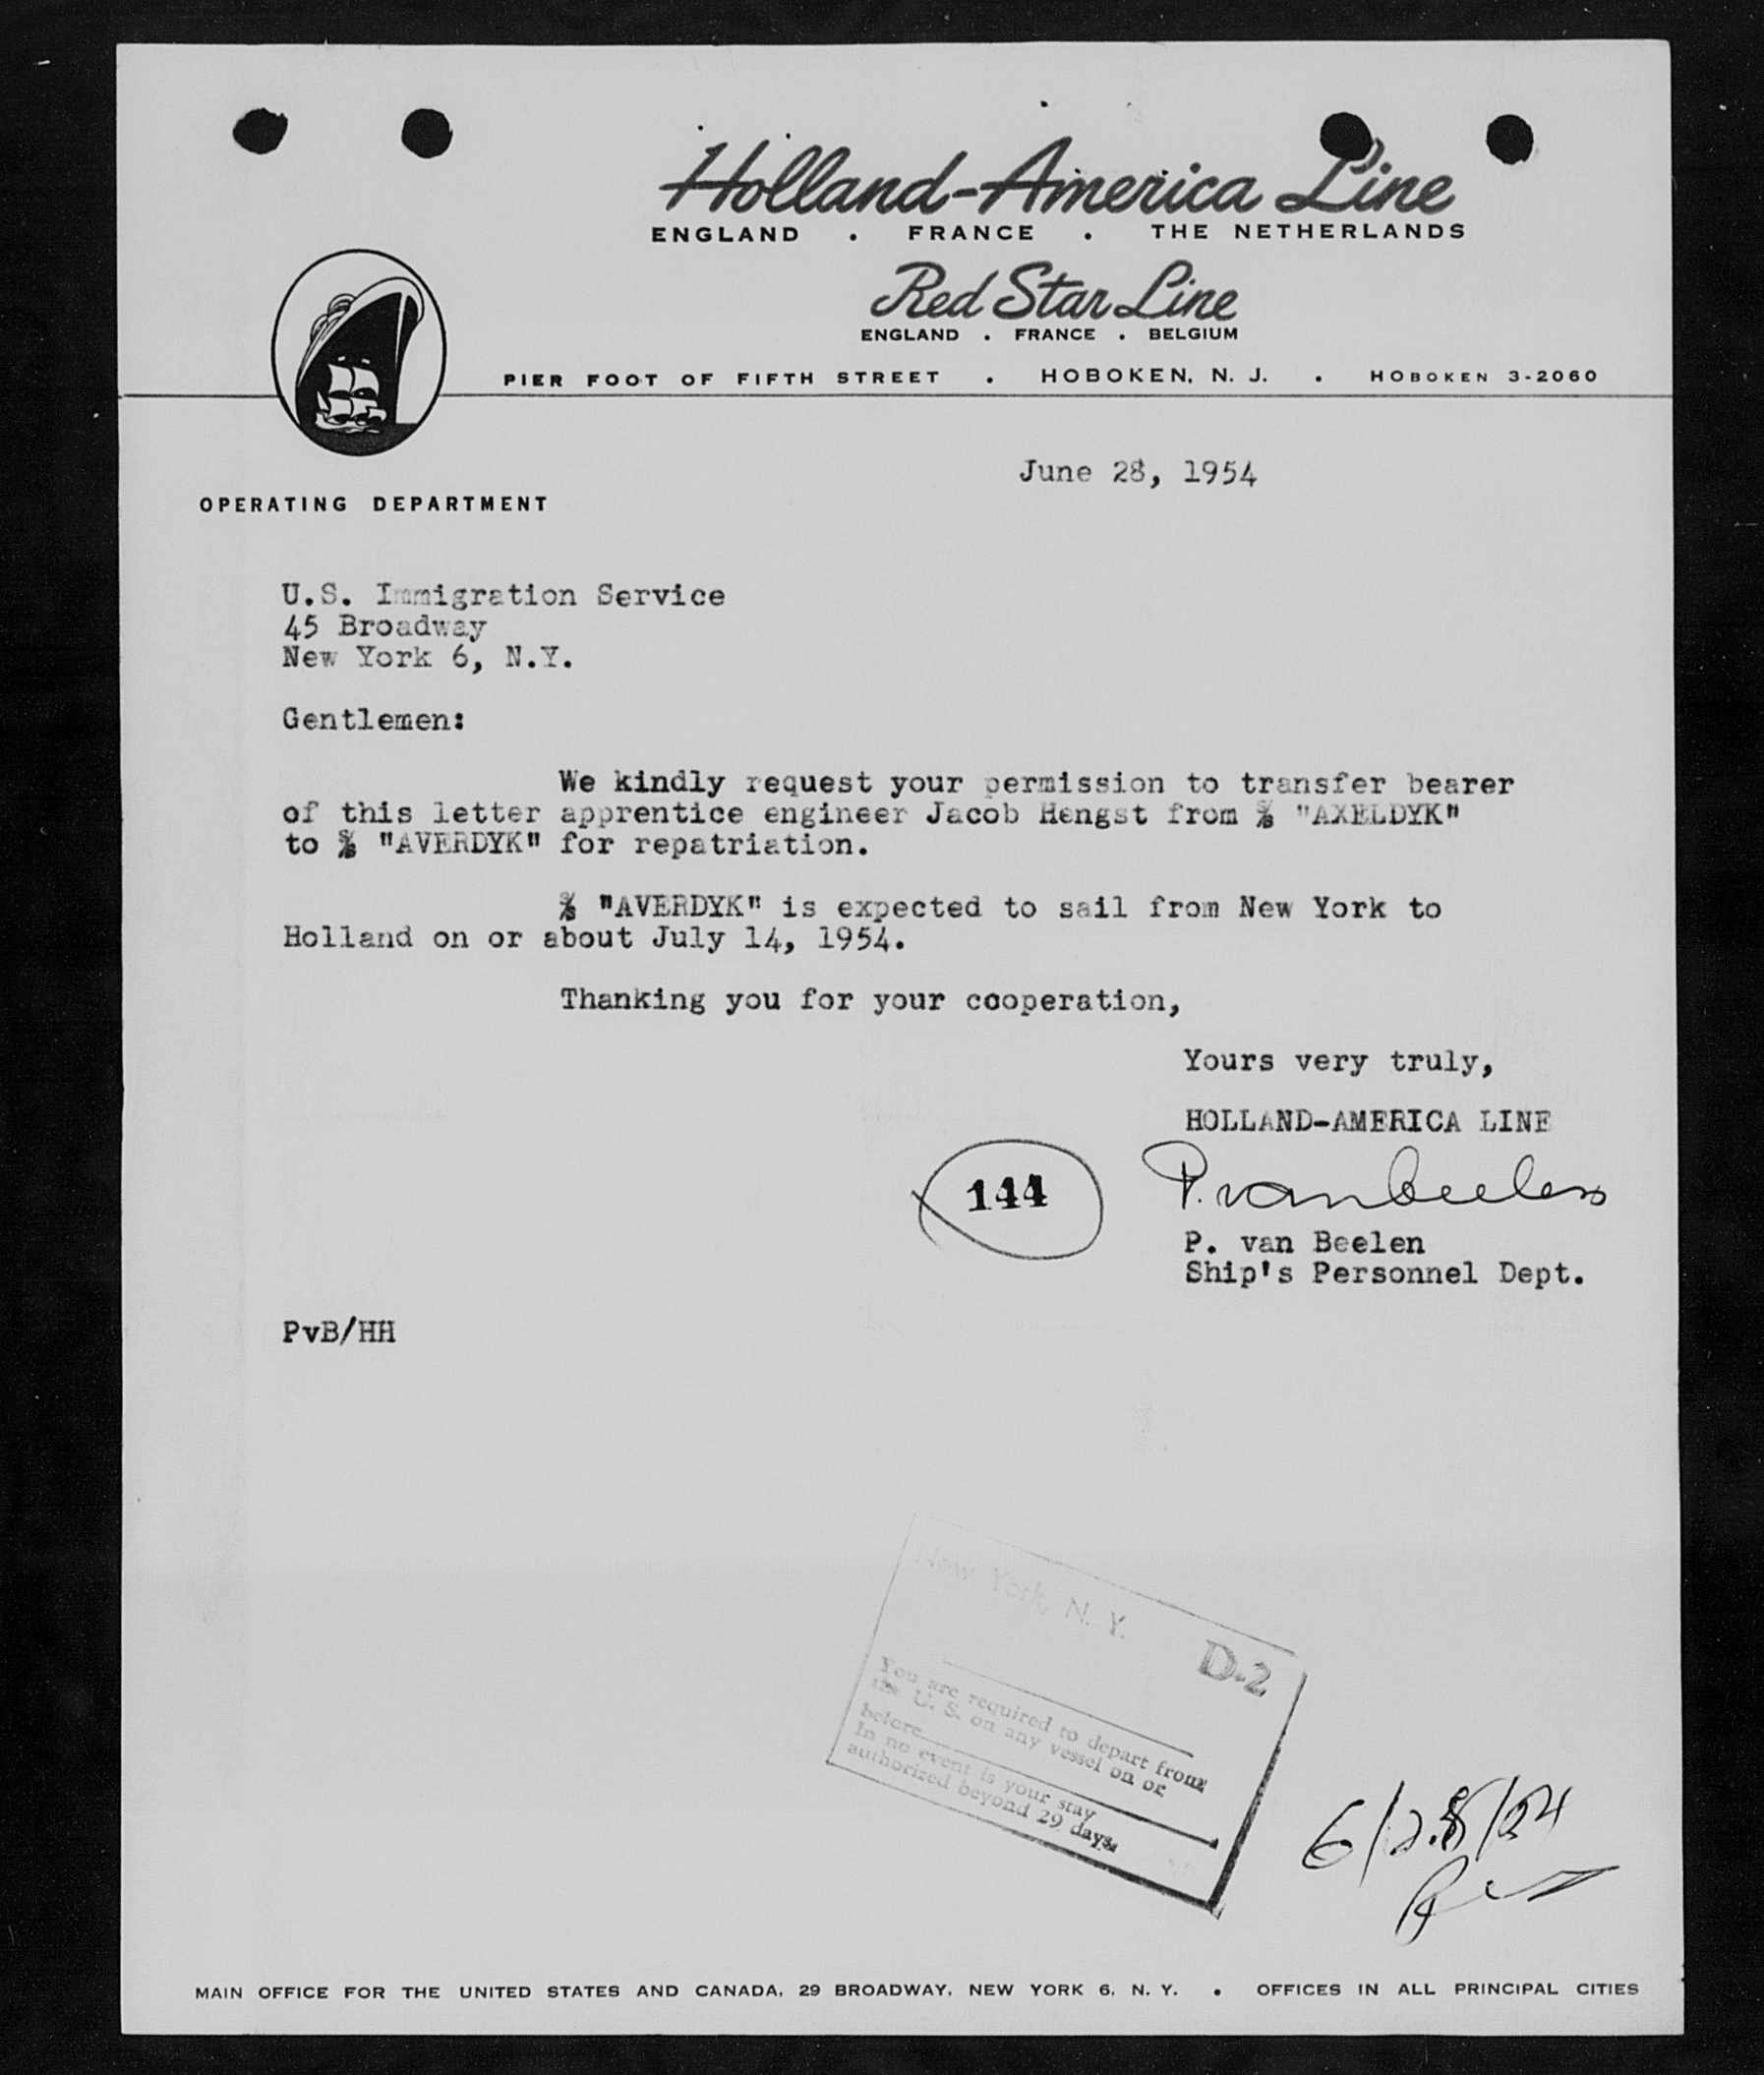 Holland-America Line
ENGLAND . FRANCE . THE NETHERLANDS
Red Star Line
ENGLAND . FRANCE . BELGIUM
PIER FOOT OF FIFTH STREET . HOBOKEN, N. J. . HOBOKEN 3-2060
June 28, 1954
OPERATING DEPARTMENT
U.S. Immigration Service
45 Broadway
New York 6, N.Y.
Gentlemen:
We kindly request your permission to transfer bearer
of this letter apprentice engineer Jacob Hengst from s/s "AXELDYK"
to s/s "AVERDYK" for repatriation.
s/s "AVERDYK" is expected to sail from New York to
Holland on or about July 14, 1954.
Thanking you for your cooperation,
Yours very truly,
HOLLAND-AMERICA LINE
P. van Beelen
144
P. van Beelen
Ship's Personnel Dept.
PvB/HH
New York, N. Y.
D-2
You are required to depart from
the U. S. on any vessel on or
before
In no event is your stay
authorized beyond 29 days.
6/28/54
MAIN OFFICE FOR THE UNITED STATES AND CANADA, 29 BROADWAY, NEW YORK 6, N. Y. . OFFICES IN ALL PRINCIPAL CITIES